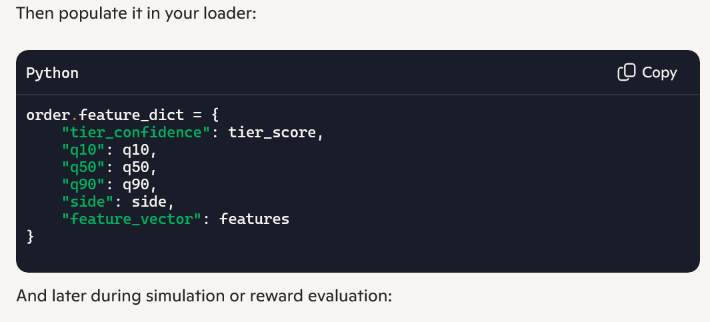 Then populate it in your loader:
Python
Copy
order.feature_dict = {
    "tier_confidence": tier_score,
    "q10": q10,
    "q50": q50,
    "q90": q90,
    "side": side,
    "feature_vector": features
}
And later during simulation or reward evaluation: